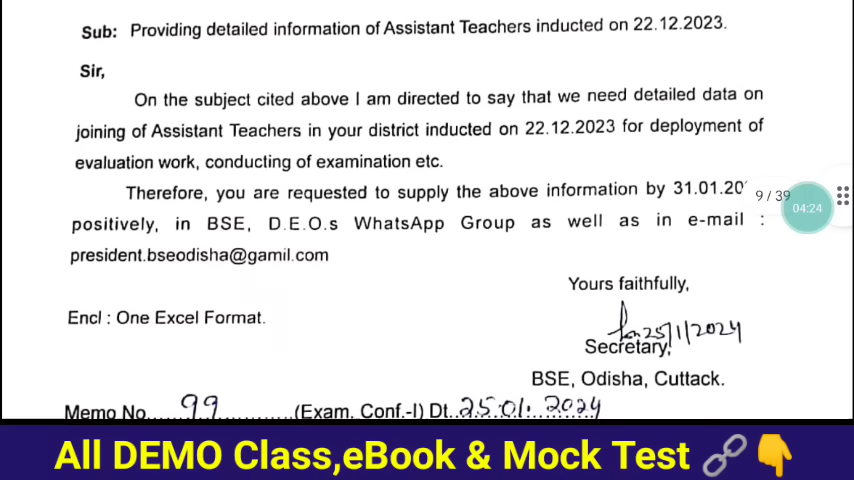 Sub: Providing detailed information of Assistant Teachers inducted on 22.12.2023.
Sir,
On the subject cited above I am directed to say that we need detailed data on
joining of Assistant Teachers in your district inducted on 22.12.2023 for deployment of
evaluation work, conducting of examination etc.
Therefore, you are requested to supply the above information by 31.01.20
9 / 39
04:24
positively, in BSE, D.E.O.s WhatsApp Group as well as in e-mail :
president.bseodisha@gamil.com
Yours faithfully,
Encl : One Excel Format.
25/1/2024
Secretary,
BSE, Odisha, Cuttack.
Memo No....99............(Exam. Conf.-I) Dt..25.01.2024
All DEMO Class,eBook & Mock Test 🔗👇